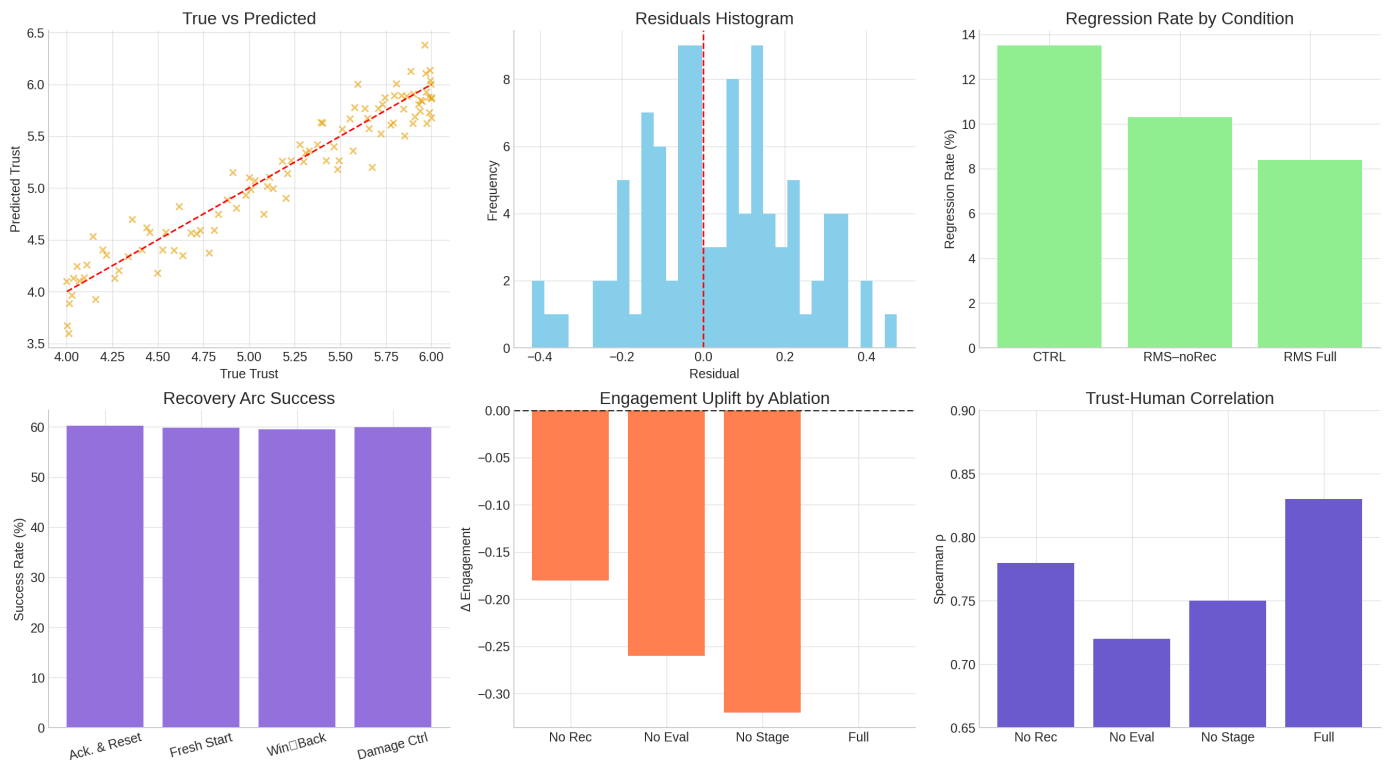 True vs Predicted
Predicted Trust
6.5
6.0
5.5
5.0
4.5
4.0
3.5
4.00 4.25 4.50 4.75 5.00 5.25 5.50 5.75 6.00
True Trust
Residuals Histogram
Frequency
8
6
4
2
0
−0.4 −0.2 0.0 0.2 0.4
Residual
Regression Rate by Condition
Regression Rate (%)
14
12
10
8
6
4
2
0
CTRL RMS–noRec RMS Full
Recovery Arc Success
Success Rate (%)
60
50
40
30
20
10
0
Ack. & Reset Fresh Start Win□Back Damage Ctrl
Engagement Uplift by Ablation
Δ Engagement
0.00
−0.05
−0.10
−0.15
−0.20
−0.25
−0.30
No Rec No Eval No Stage Full
Trust-Human Correlation
Spearman ρ
0.90
0.85
0.80
0.75
0.70
0.65
No Rec No Eval No Stage Full